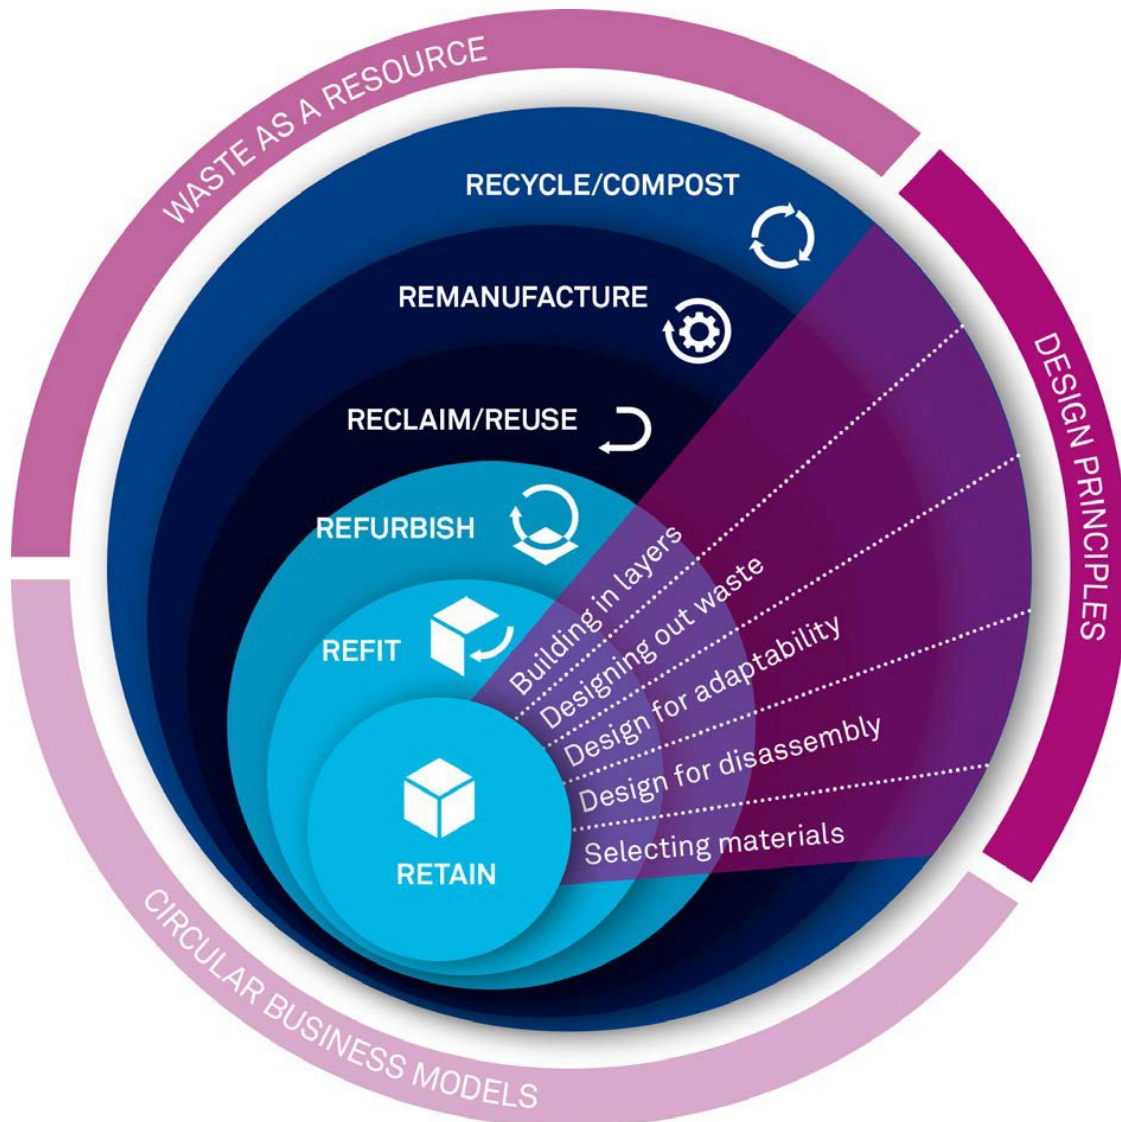 WASTE AS A RESOURCE
DESIGN PRINCIPLES
CIRCULAR BUSINESS MODELS
RECYCLE/COMPOST
REMANUFACTURE
RECLAIM/REUSE
REFURBISH
REFIT
RETAIN
Building in layers
Designing out waste
Design for adaptability
Design for disassembly
Selecting materials